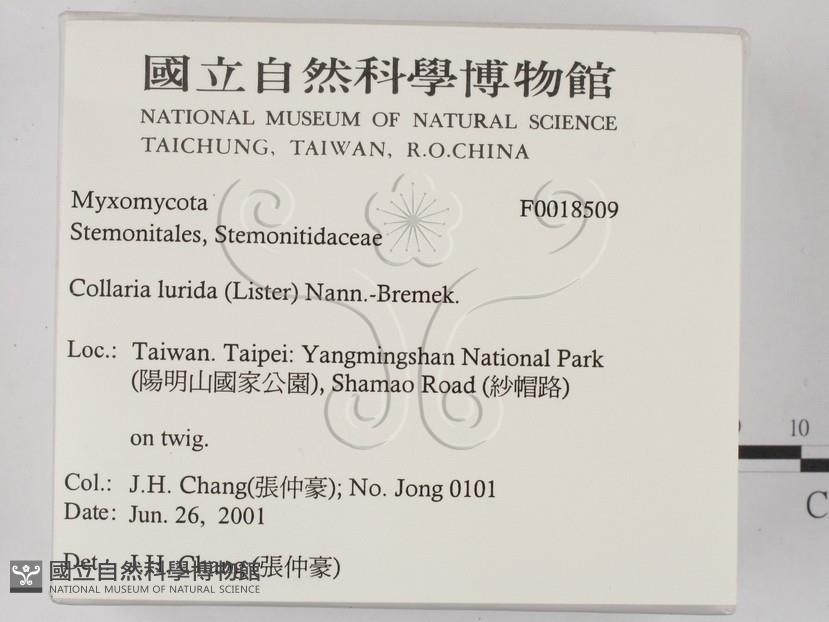 國立自然科學博物館
NATIONAL MUSEUM OF NATURAL SCIENCE
TAICHUNG, TAIWAN, R.O.CHINA
Myxomycota F0018509
Stemonitales, Stemonitidaceae
Collaria lurida (Lister) Nann.-Bremek.
Loc.: Taiwan. Taipei: Yangmingshan National Park
(陽明山國家公園), Shamao Road (紗帽路)
on twig.
Col.: J.H. Chang(張仲豪); No. Jong 0101
Date: Jun. 26, 2001
Det.: J.H. Chang (張仲豪)
國立自然科學博物館
NATIONAL MUSEUM OF NATURAL SCIENCE
10
C